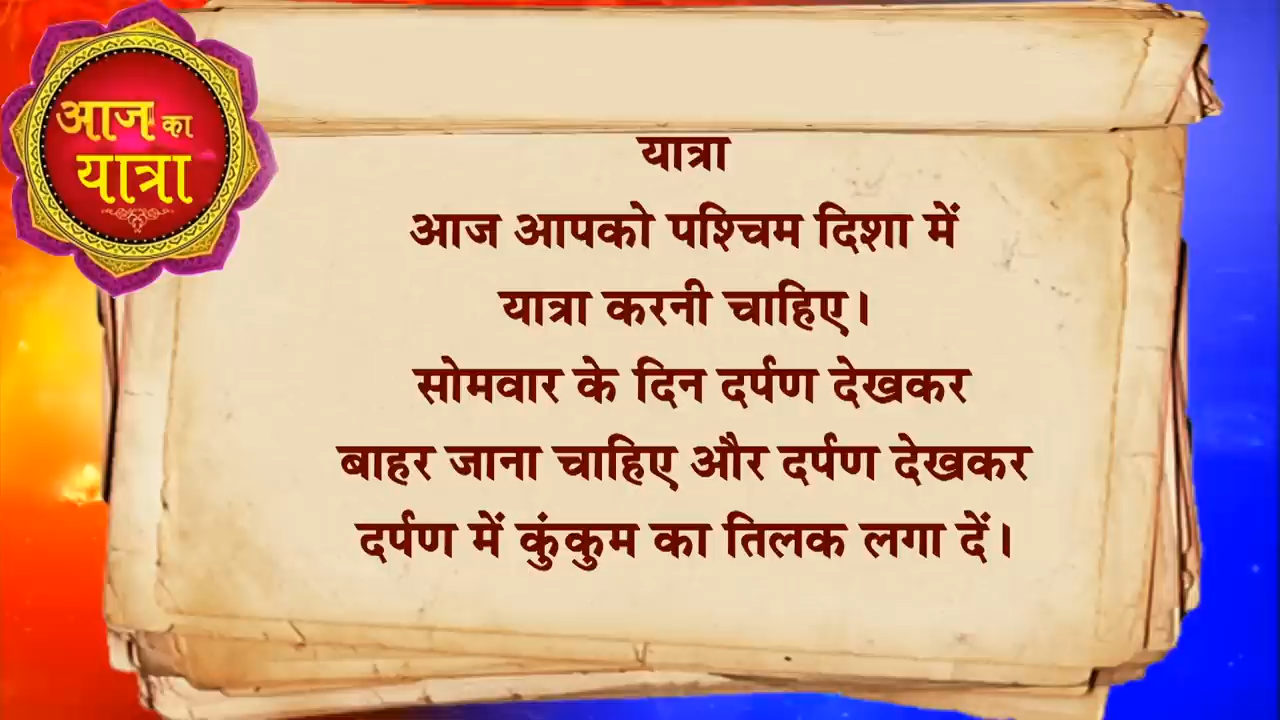 आज का
यात्रा
यात्रा
आज आपको पश्चिम दिशा में
यात्रा करनी चाहिए।
सोमवार के दिन दर्पण देखकर
बाहर जाना चाहिए और दर्पण देखकर
दर्पण में कुंकुम का तिलक लगा दें।